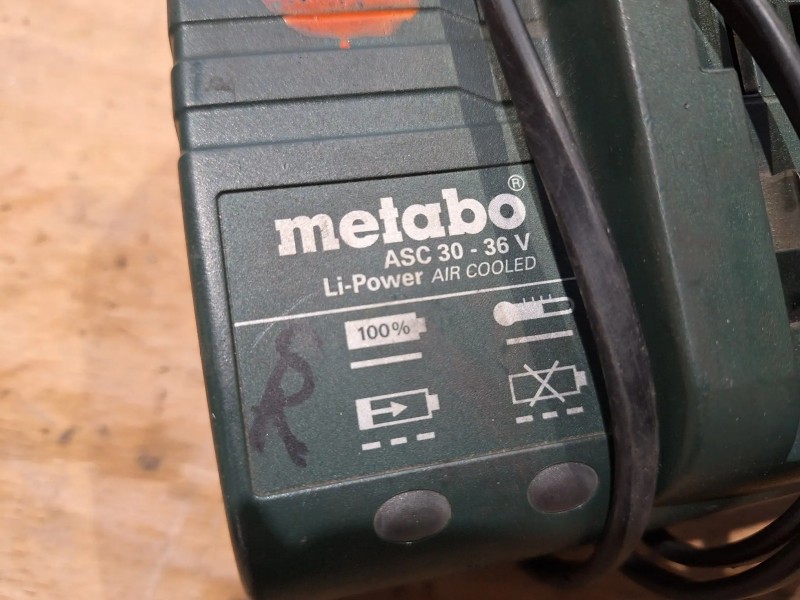 metabo®
ASC 30 - 36 V
Li-Power AIR COOLED
100%